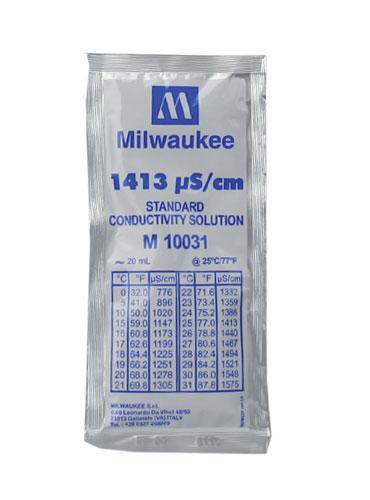 M
Milwaukee
1413 µS/cm
STANDARD
CONDUCTIVITY SOLUTION
M 10031
~ 20 mL @ 25°C/77°F
°C °F µS/cm °C °F µS/cm
0 32.0 776 22 71.6 1332
5 41.0 896 23 73.4 1359
10 50.0 1020 24 75.2 1386
15 59.0 1147 25 77.0 1413
16 60.8 1173 26 78.8 1440
17 62.6 1199 27 80.6 1467
18 64.4 1225 28 82.4 1494
19 66.2 1251 29 84.2 1521
20 68.0 1278 30 86.0 1548
21 69.8 1305 31 87.8 1575
MILWAUKEE S.r.l.